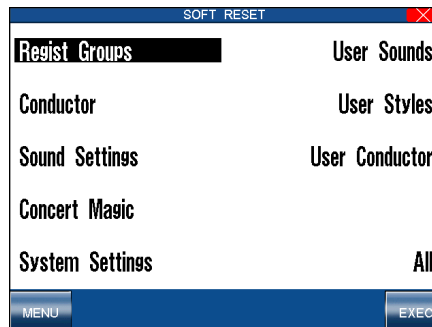 SOFT RESET
Regist Groups
User Sounds
Conductor
User Styles
Sound Settings
User Conductor
Concert Magic
System Settings
All
MENU
EXEC